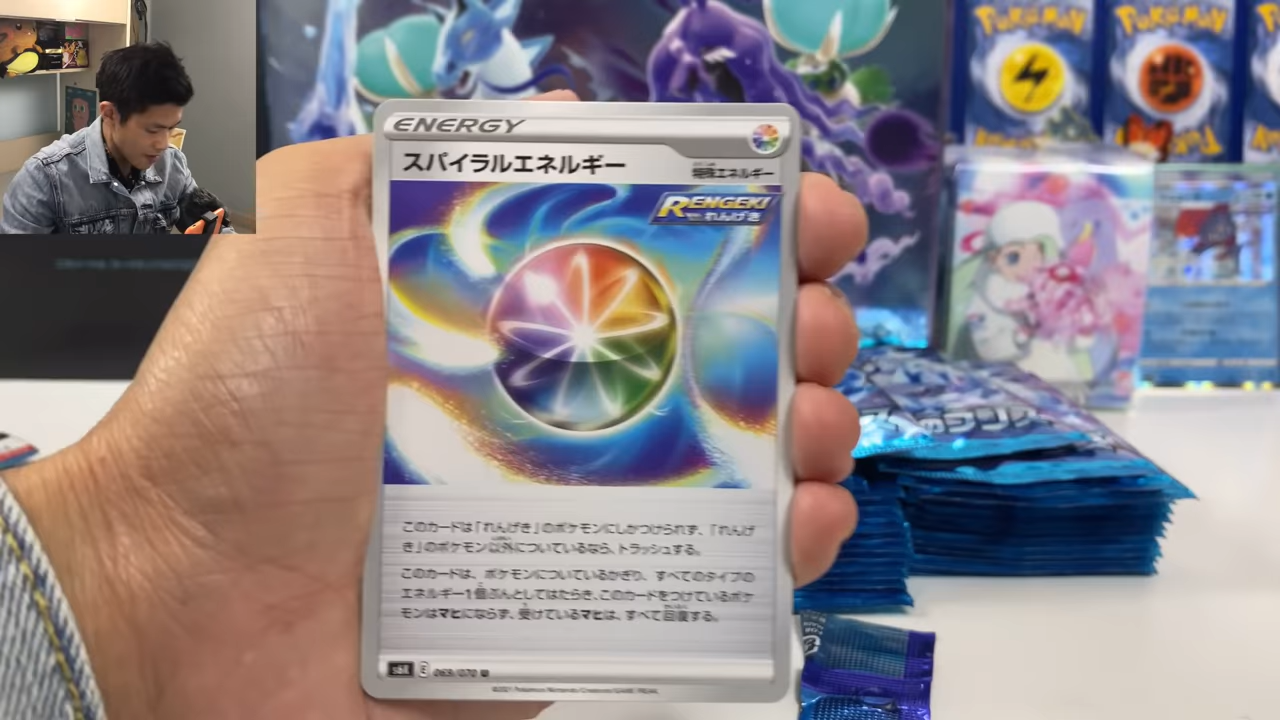 ENERGY
スパイラルエネルギー
特殊エネルギー
RENGEKI
れんげき
このカードは「れんげき」のポケモンにしかつけられず、「れんげ
き」のポケモン以外についているなら、トラッシュする。
このカードは、ポケモンについているかぎり、すべてのタイプの
エネルギー1個ぶんとしてはたらき、このカードをつけているポケ
モンはマヒにならず、受けているマヒは、すべて回復する。
s6K E 069/070 U
©2021 Pokémon/Nintendo/Creatures/GAME FREAK.
POKÉMON
POKÉMON